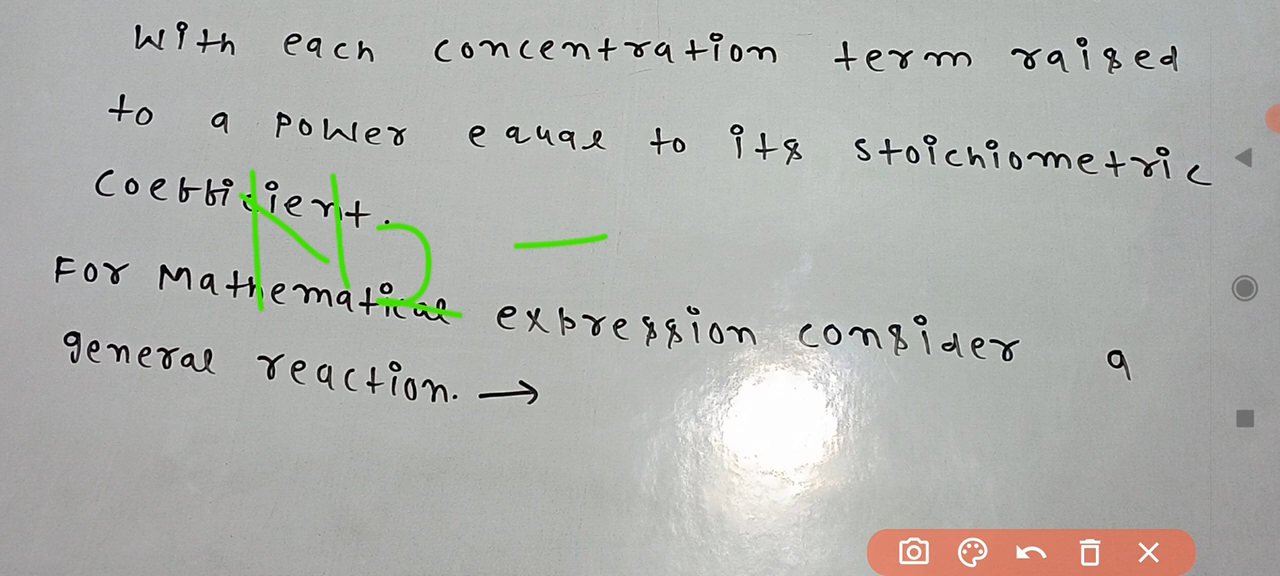 With each concentration term raised
to a power equal to its stoichiometric
Coefficient.
N2 —
For Mathematical expression consider a
general reaction. →